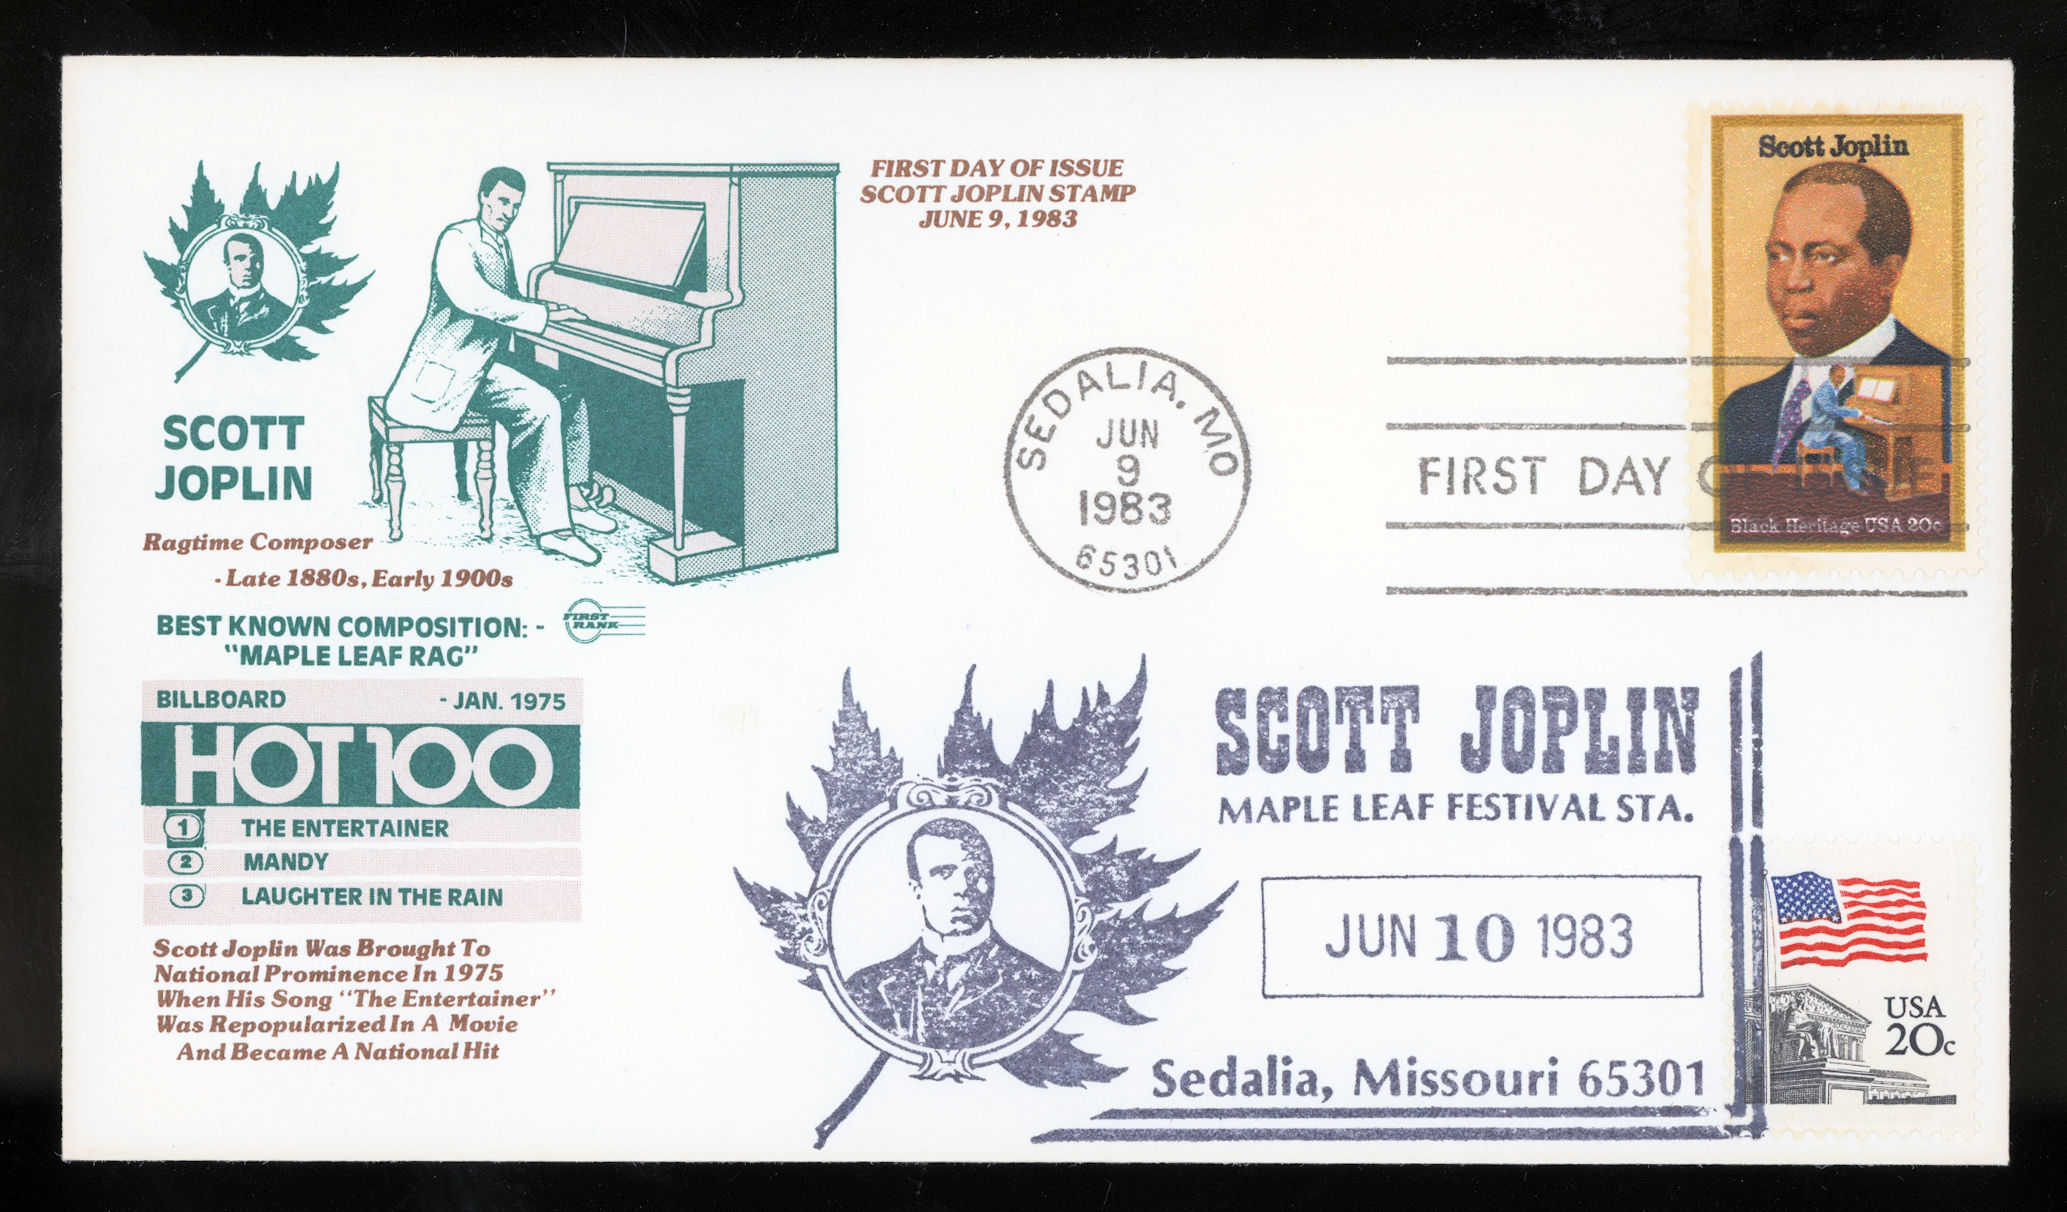 FIRST DAY OF ISSUE
SCOTT JOPLIN STAMP
JUNE 9, 1983
Scott Joplin
Black Heritage USA 20c
SEDALIA, MO
JUN
9
1983
65301
FIRST DAY OF ISSUE
SCOTT
JOPLIN
Ragtime Composer
- Late 1880s, Early 1900s
BEST KNOWN COMPOSITION: -
"MAPLE LEAF RAG"
FIRST
RANK
BILLBOARD - JAN. 1975
HOT 100
1 THE ENTERTAINER
2 MANDY
3 LAUGHTER IN THE RAIN
Scott Joplin Was Brought To
National Prominence In 1975
When His Song "The Entertainer"
Was Repopularized In A Movie
And Became A National Hit
SCOTT JOPLIN
MAPLE LEAF FESTIVAL STA.
JUN 10 1983
Sedalia, Missouri 65301
USA
20c